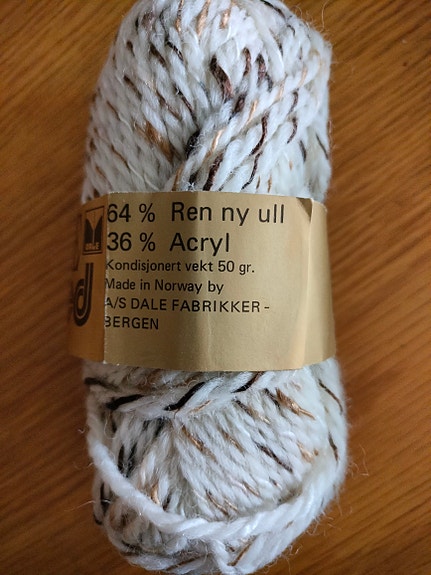 64 % Ren ny ull
36 % Acryl
Kondisjonert vekt 50 gr.
Made in Norway by
A/S DALE FABRIKKER -
BERGEN